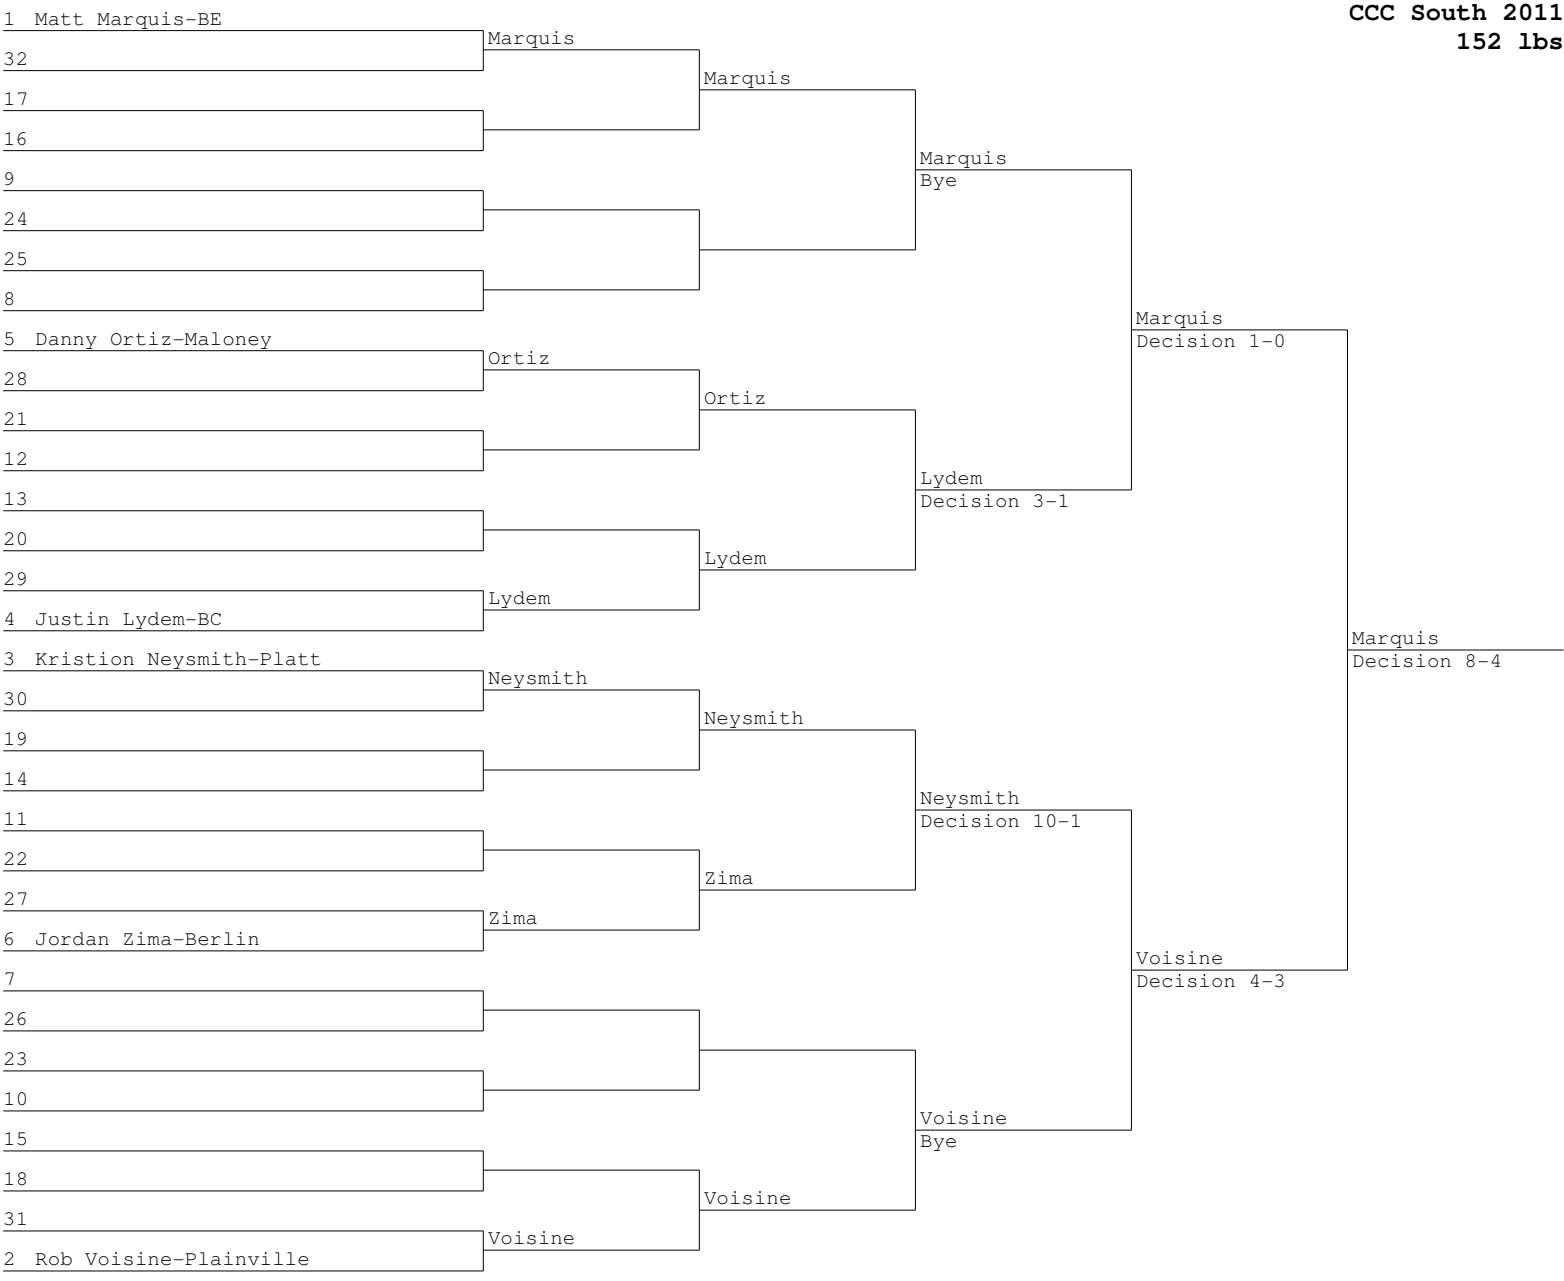 CCC South 2011
152 lbs
1 Matt Marquis-BE
32
17
16
9
24
25
8
5 Danny Ortiz-Maloney
28
21
12
13
20
29
4 Justin Lydem-BC
3 Kristion Neysmith-Platt
30
19
14
11
22
27
6 Jordan Zima-Berlin
7
26
23
10
15
18
31
2 Rob Voisine-Plainville
Marquis
Ortiz
Lydem
Neysmith
Zima
Voisine
Marquis
Ortiz
Lydem
Neysmith
Zima
Voisine
Marquis
Bye
Lydem
Decision 3-1
Neysmith
Decision 10-1
Voisine
Bye
Marquis
Decision 1-0
Voisine
Decision 4-3
Marquis
Decision 8-4